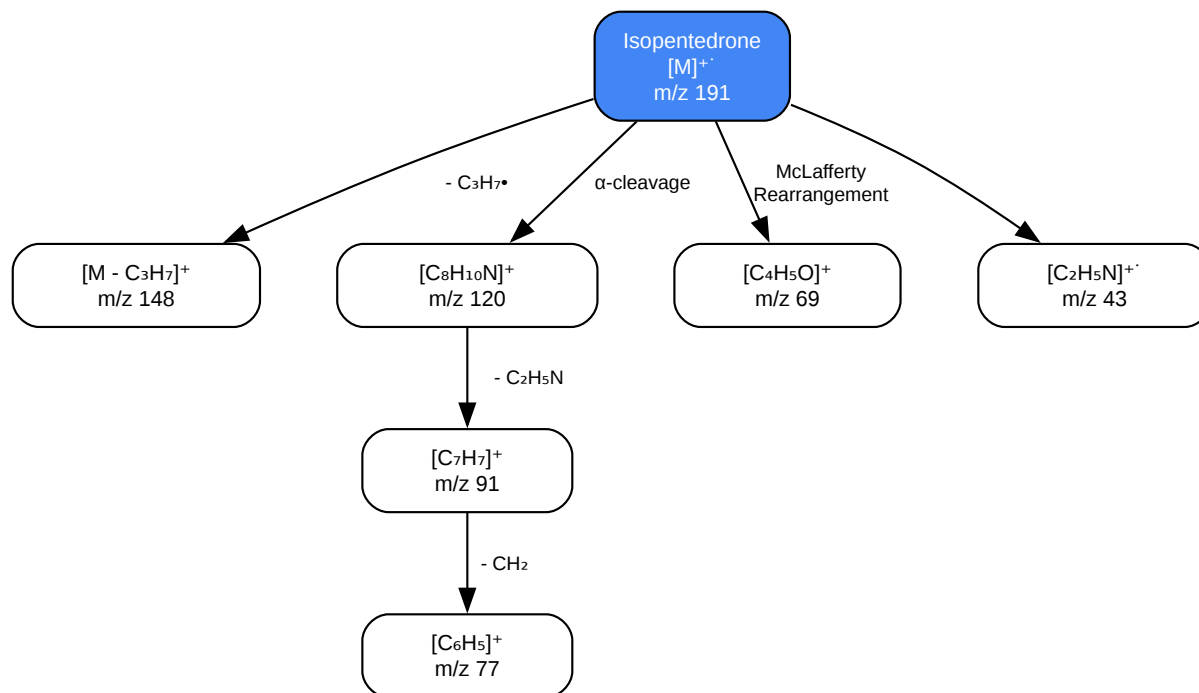 Isopentedrone
[M]⁺˙
m/z 191
- C₃H₇•
α-cleavage
McLafferty
Rearrangement
[M - C₃H₇]⁺
m/z 148
[C₈H₁₀N]⁺
m/z 120
[C₄H₅O]⁺
m/z 69
[C₂H₅N]⁺˙
m/z 43
- C₂H₅N
[C₇H₇]⁺
m/z 91
- CH₂
[C₆H₅]⁺
m/z 77